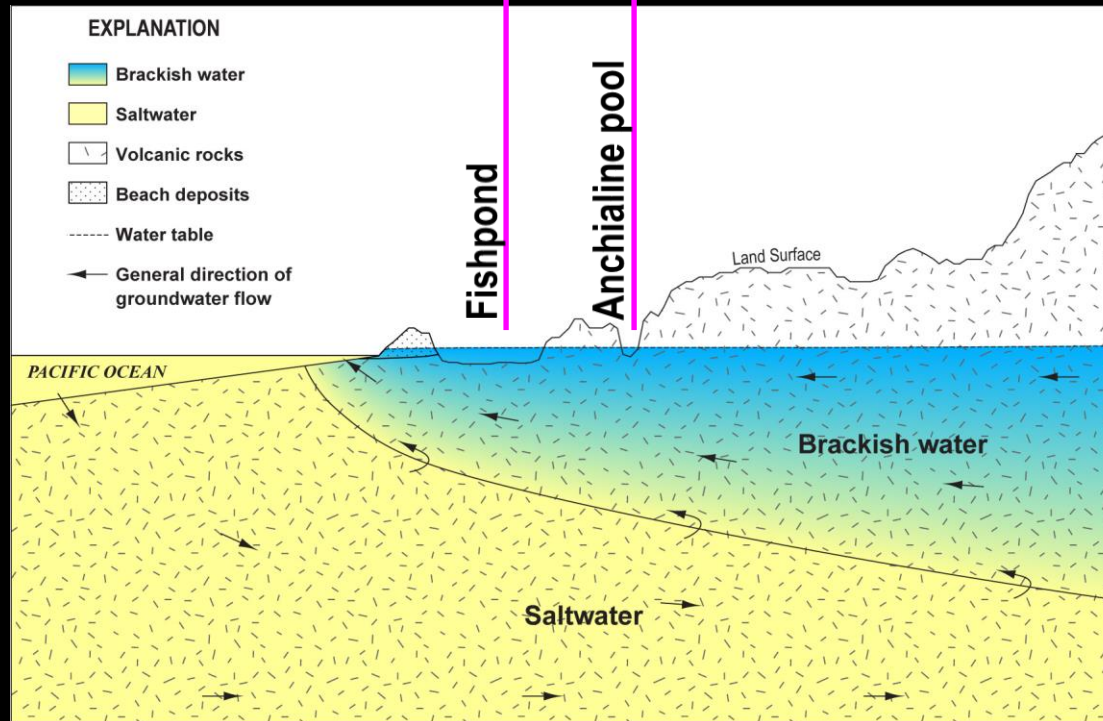 EXPLANATION
Brackish water
Saltwater
Volcanic rocks
Beach deposits
Water table
General direction of
groundwater flow
Fishpond
Anchialine pool
Land Surface
PACIFIC OCEAN
Brackish water
Saltwater